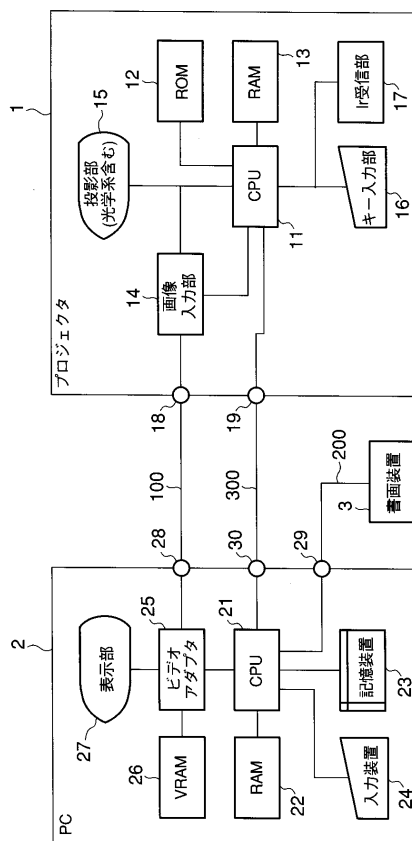 PC
2
表示部
27
ビデオ
アダプタ
25
VRAM
26
CPU
21
RAM
22
記憶装置
23
入力装置
24
28
30
29
100
300
200
書画装置
3
プロジェクタ
1
18
19
画像
入力部
14
投影部
(光学系含む)
15
ROM
12
RAM
13
CPU
11
キー入力部
16
Ir受信部
17